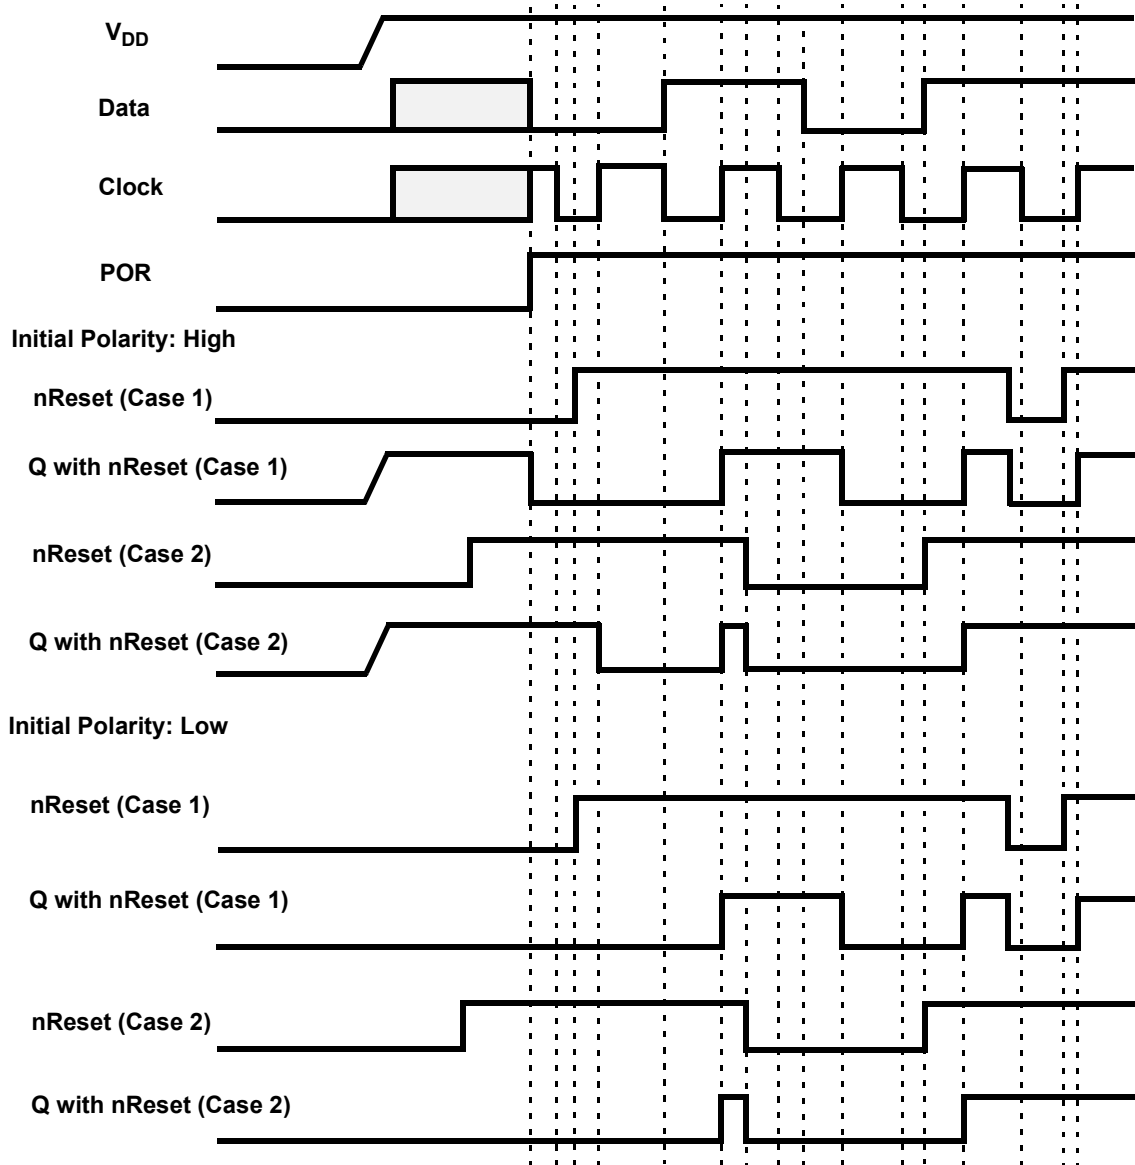 VDD
Data
Clock
POR
Initial Polarity: High
nReset (Case 1)
Q with nReset (Case 1)
nReset (Case 2)
Q with nReset (Case 2)
Initial Polarity: Low
nReset (Case 1)
Q with nReset (Case 1)
nReset (Case 2)
Q with nReset (Case 2)